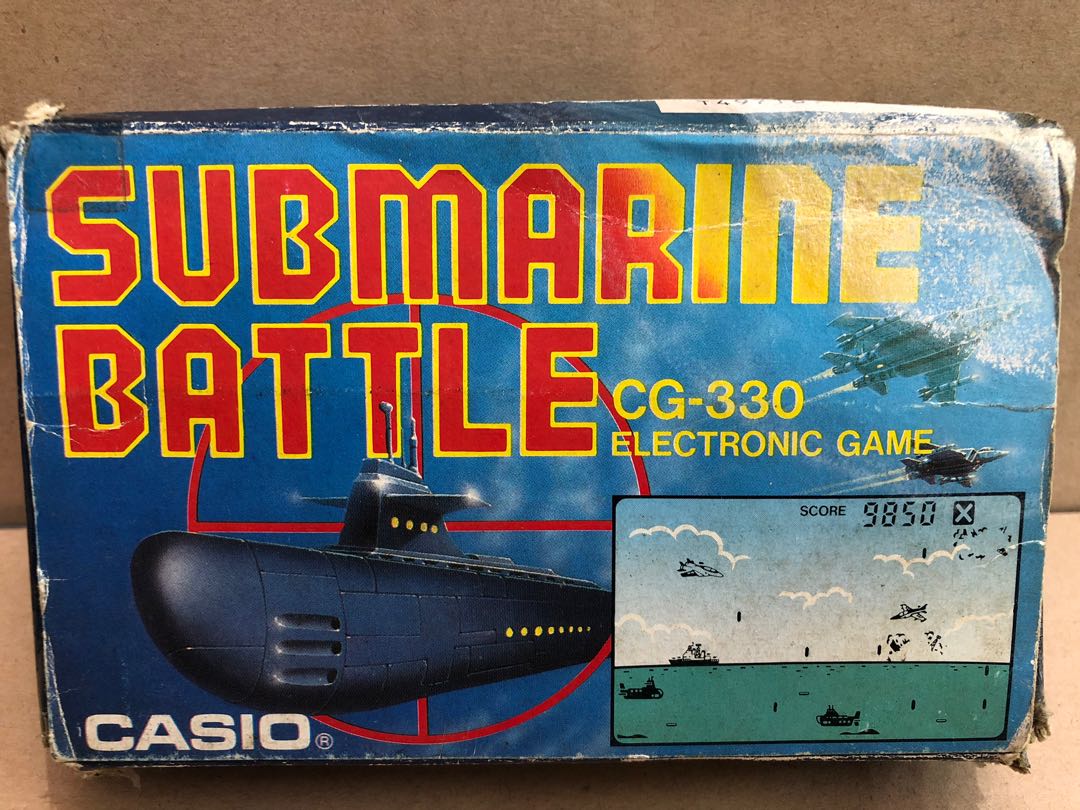 SUBMARINE
BATTLE
CG-330
ELECTRONIC GAME
SCORE 9850
CASIO®